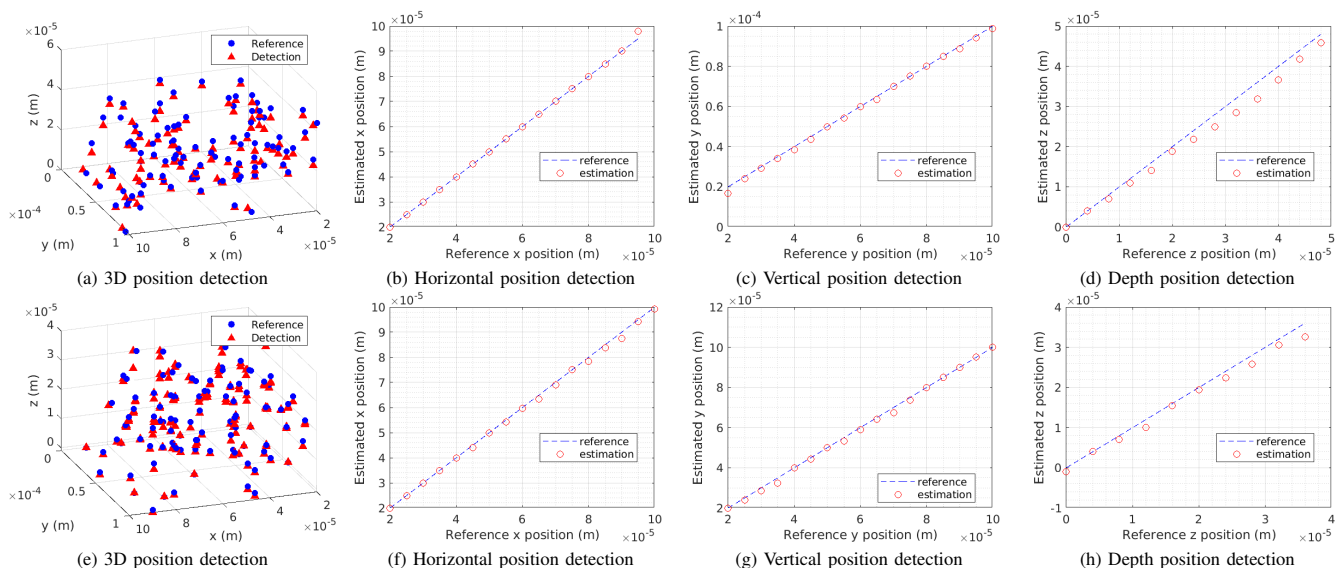 ×10⁻⁵
6
4
2
0
z (m)
Reference
Detection
0
0.5
1
×10⁻⁴
y (m)
10
8
6
4
2
×10⁻⁵
x (m)
(a) 3D position detection
×10⁻⁵
10
9
8
7
6
5
4
3
2
Estimated x position (m)
reference
estimation
2
4
6
8
10
Reference x position (m)
×10⁻⁵
(b) Horizontal position detection
×10⁻⁴
1
0.8
0.6
0.4
0.2
0
Estimated y position (m)
reference
estimation
2
4
6
8
10
Reference y position (m)
×10⁻⁵
(c) Vertical position detection
×10⁻⁵
5
4
3
2
1
0
Estimated z position (m)
reference
estimation
0
1
2
3
4
5
Reference z position (m)
×10⁻⁵
(d) Depth position detection
×10⁻⁵
4
3
2
1
0
z (m)
Reference
Detection
0
0.5
1
×10⁻⁴
y (m)
10
8
6
4
2
×10⁻⁵
x (m)
(e) 3D position detection
×10⁻⁵
10
9
8
7
6
5
4
3
2
Estimated x position (m)
reference
estimation
2
4
6
8
10
Reference x position (m)
×10⁻⁵
(f) Horizontal position detection
×10⁻⁵
12
10
8
6
4
2
Estimated y position (m)
reference
estimation
2
4
6
8
10
Reference y position (m)
×10⁻⁵
(g) Vertical position detection
×10⁻⁵
4
3
2
1
0
-1
Estimated z position (m)
reference
estimation
0
1
2
3
4
Reference z position (m)
×10⁻⁵
(h) Depth position detection